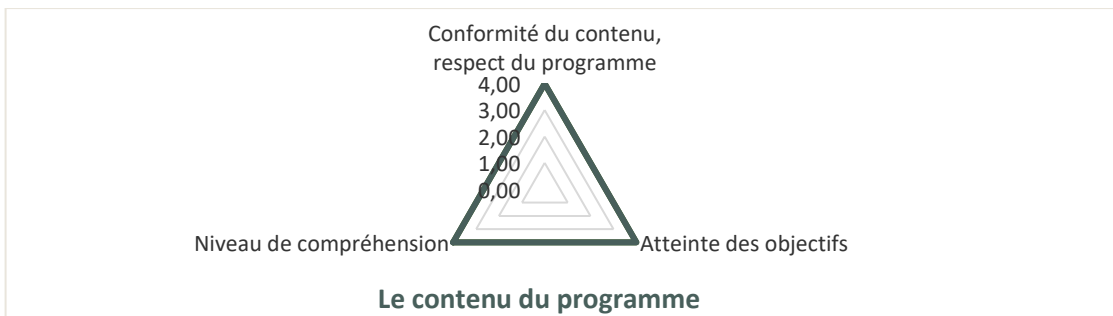 Conformité du contenu,
respect du programme
4,00
3,00
2,00
1,00
0,00
Niveau de compréhension
Atteinte des objectifs
Le contenu du programme